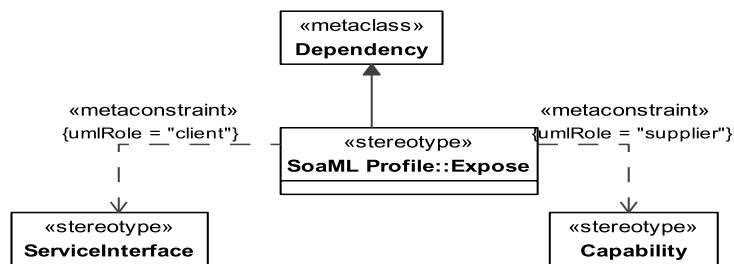 «metaclass»
Dependency
«metaconstraint»
{umlRole = "client"}
«metaconstraint»
{umlRole = "supplier"}
«stereotype»
SoaML Profile::Expose
«stereotype»
ServiceInterface
«stereotype»
Capability